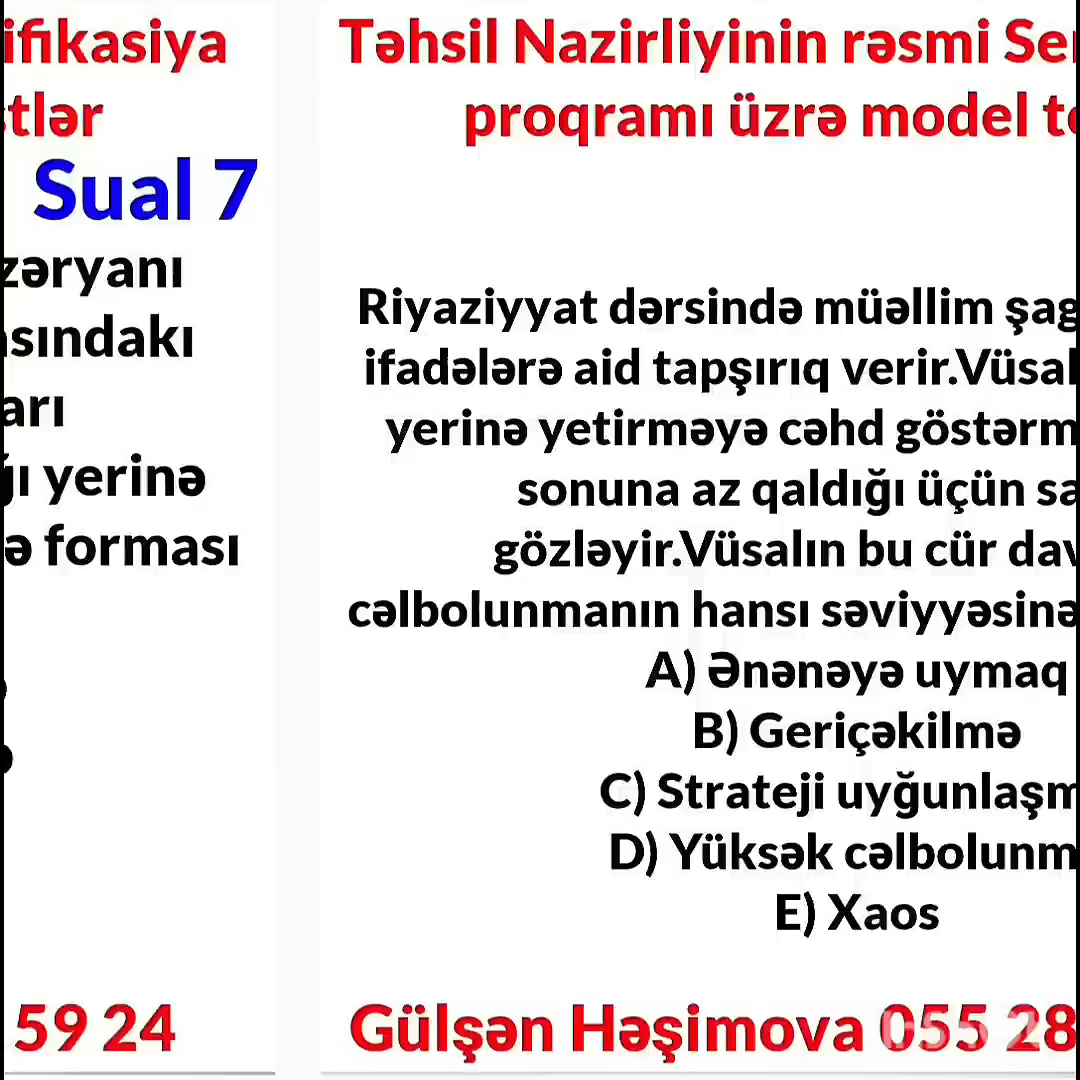 ifikasiya
tlər
Sual 7
zəryanı
sındakı
arı
ı yerinə
ə forması
59 24
Təhsil Nazirliyinin rəsmi Se
proqramı üzrə model t
Riyaziyyat dərsində müəllim şag
ifadələrə aid tapşırıq verir.Vüsal
yerinə yetirməyə cəhd göstərm
sonuna az qaldığı üçün sa
gözləyir.Vüsalın bu cür dav
cəlbolunmanın hansı səviyyəsinə
A) Ənənəyə uymaq
B) Geriçəkilmə
C) Strateji uyğunlaşm
D) Yüksək cəlbolunm
E) Xaos
Gülşən Həşimova 055 28